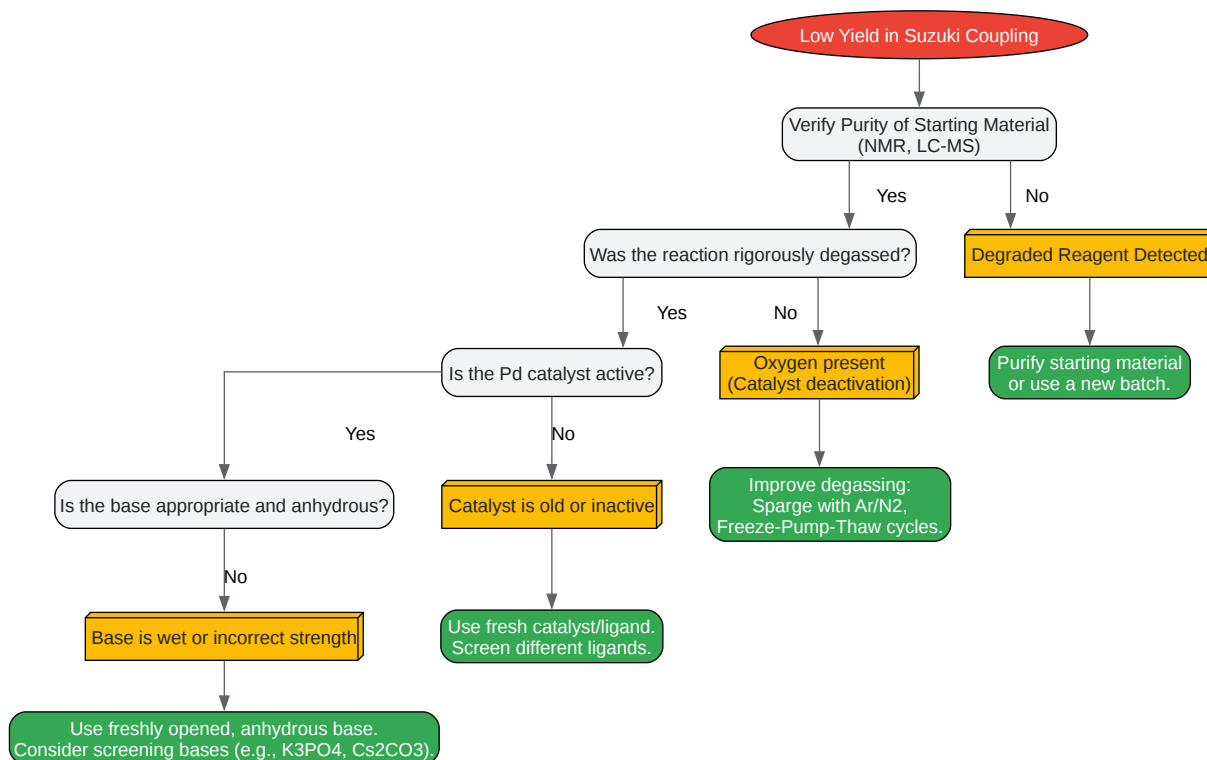 Low Yield in Suzuki Coupling
Verify Purity of Starting Material
(NMR, LC-MS)
Yes
No
Was the reaction rigorously degassed?
Degraded Reagent Detected
Yes
No
Is the Pd catalyst active?
Oxygen present
(Catalyst deactivation)
Purify starting material
or use a new batch.
Yes
No
Is the base appropriate and anhydrous?
Catalyst is old or inactive
Improve degassing:
Sparge with Ar/N2,
Freeze-Pump-Thaw cycles.
No
Base is wet or incorrect strength
Use fresh catalyst/ligand.
Screen different ligands.
Use freshly opened, anhydrous base.
Consider screening bases (e.g., K3PO4, Cs2CO3).